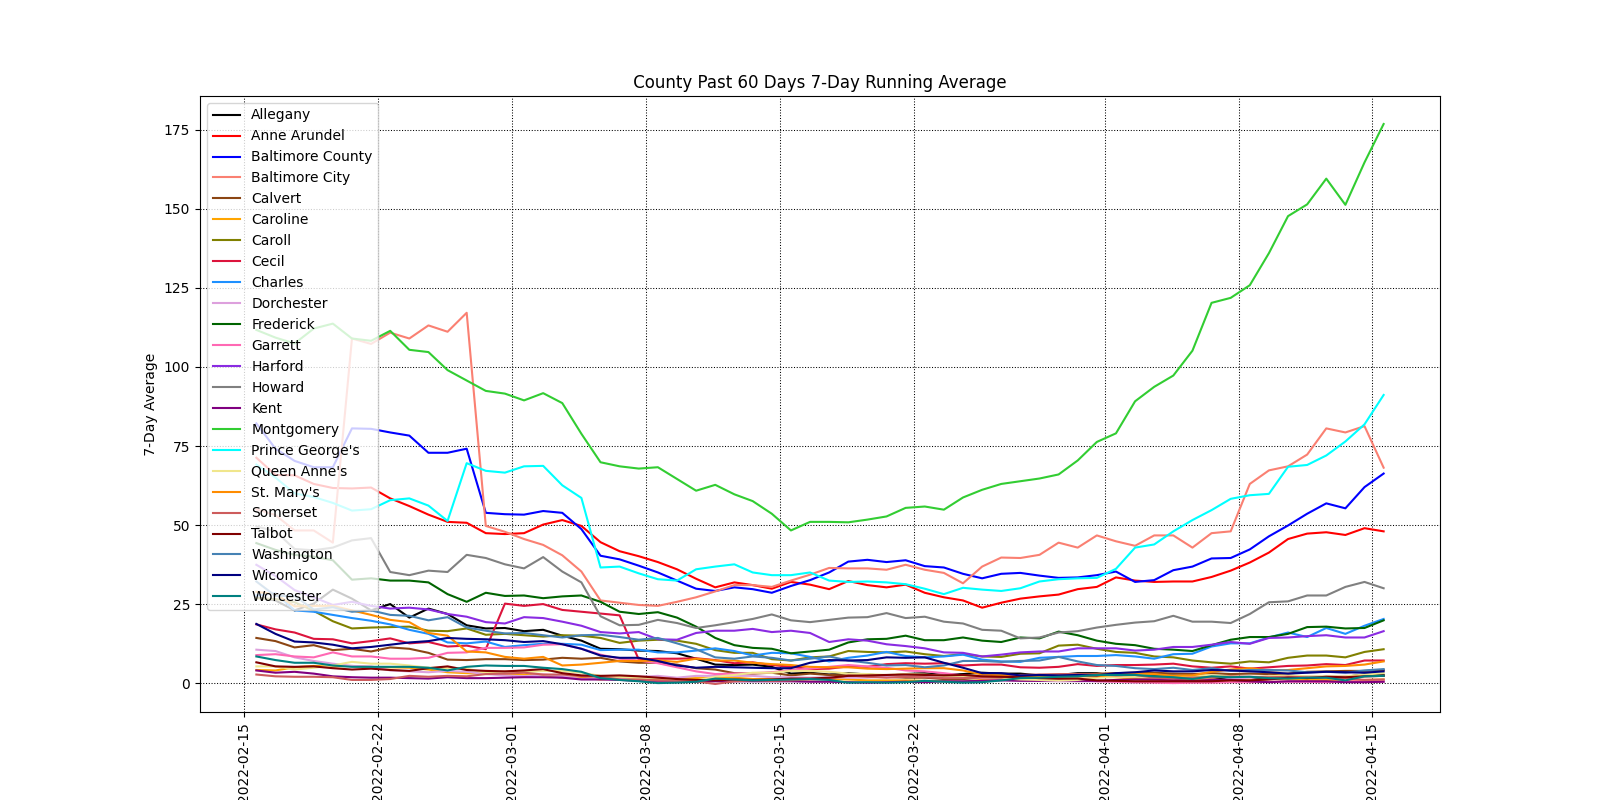 County Past 60 Days 7-Day Running Average
175
150
125
100
75
50
25
0
7-Day Average
Allegany
Anne Arundel
Baltimore County
Baltimore City
Calvert
Caroline
Caroll
Cecil
Charles
Dorchester
Frederick
Garrett
Harford
Howard
Kent
Montgomery
Prince George's
Queen Anne's
St. Mary's
Somerset
Talbot
Washington
Wicomico
Worcester
2022-02-15
2022-02-22
2022-03-01
2022-03-08
2022-03-15
2022-03-22
2022-04-01
2022-04-08
2022-04-15